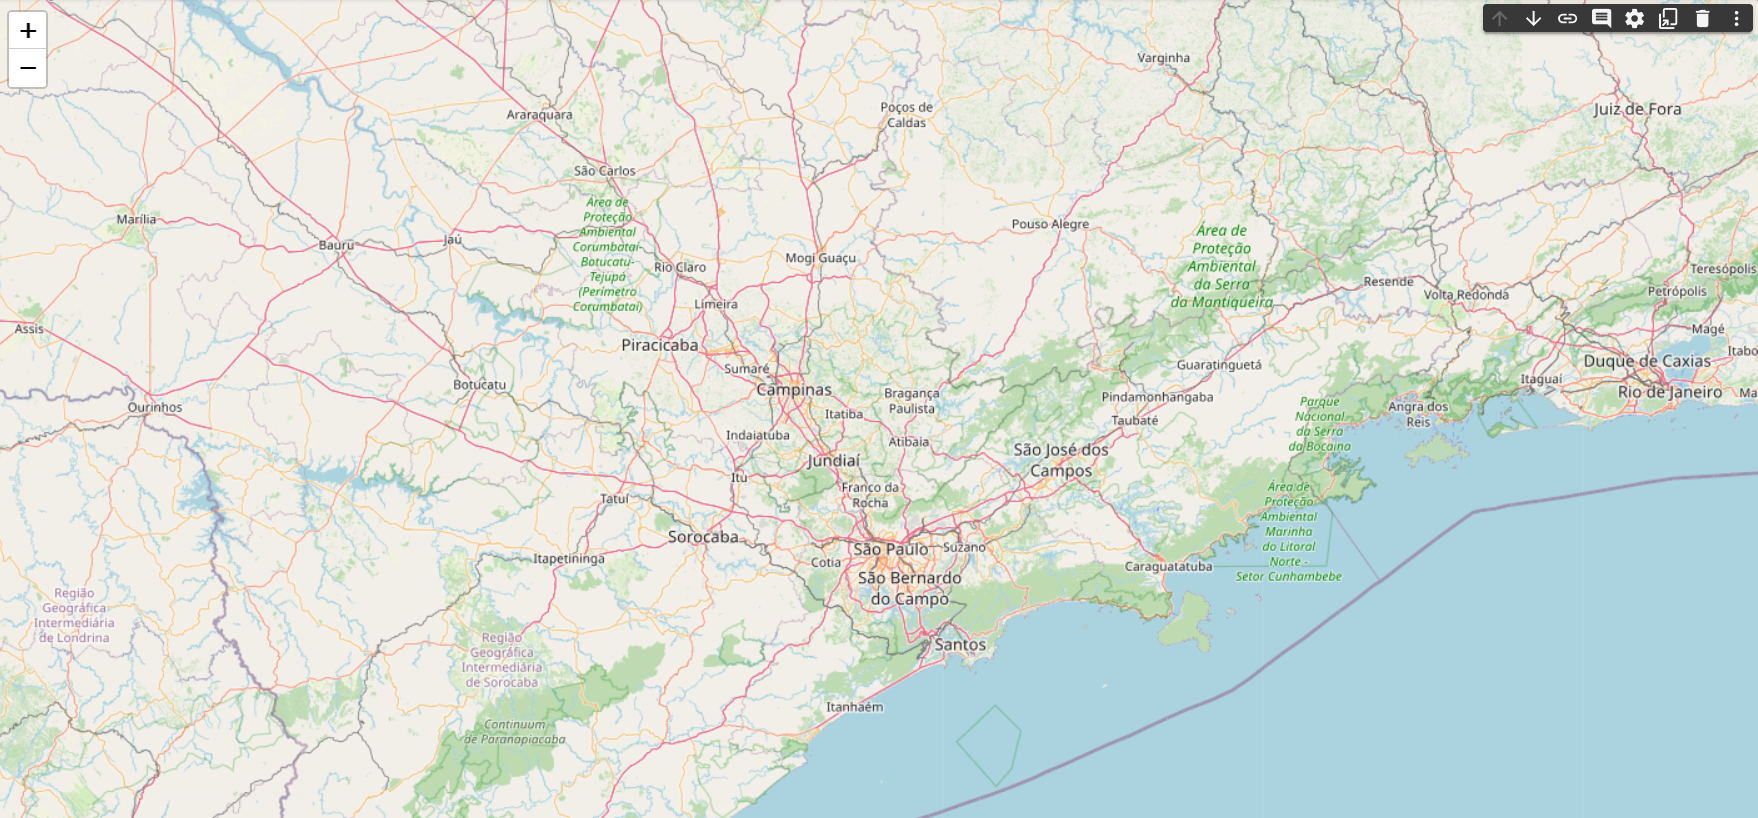 +
−
Varginha
Poços de
Caldas
Juiz de Fora
Araraquara
São Carlos
Área de
Proteção
Ambiental
Corumbataí-
Botucatu-
Tejupá
(Perímetro
Corumbataí)
Marília
Bauru
Jaú
Pouso Alegre
Área de
Proteção
Ambiental
da Serra
da Mantiqueira
Mogi Guaçu
Rio Claro
Teresópolis
Resende
Volta Redonda
Petrópolis
Limeira
Assis
Magé
Piracicaba
Itabo
Duque de Caxias
Sumaré
Guaratinguetá
Itaguaí
Botucatu
Campinas
Rio de Janeiro
Ma
Bragança
Paulista
Pindamonhangaba
Ourinhos
Parque
Nacional
da Serra
da Bocaina
Angra dos
Reis
Itatiba
Taubaté
Indaiatuba
Atibaia
São José dos
Campos
Jundiaí
Itu
Franco da
Rocha
Área de
Proteção
Ambiental
Marinha
do Litoral
Norte -
Setor Cunhambebe
Tatuí
Sorocaba
São Paulo
Suzano
Itapetininga
Cotia
Caraguatatuba
São Bernardo
do Campo
Região
Geográfica
Intermediária
de Londrina
Região
Geográfica
Intermediária
de Sorocaba
Santos
Itanhaém
Continuum
de Paranapiacaba